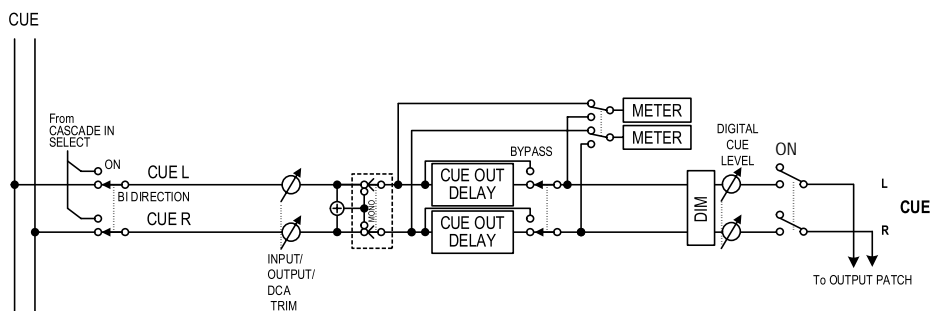 CUE
From
CASCADE IN
SELECT
ON
CUE L
BI DIRECTION
CUE R
INPUT/
OUTPUT/
DCA
TRIM
MONO
CUE OUT
DELAY
CUE OUT
DELAY
BYPASS
METER
METER
DIM
DIGITAL
CUE
LEVEL
ON
L
CUE
R
To OUTPUT PATCH